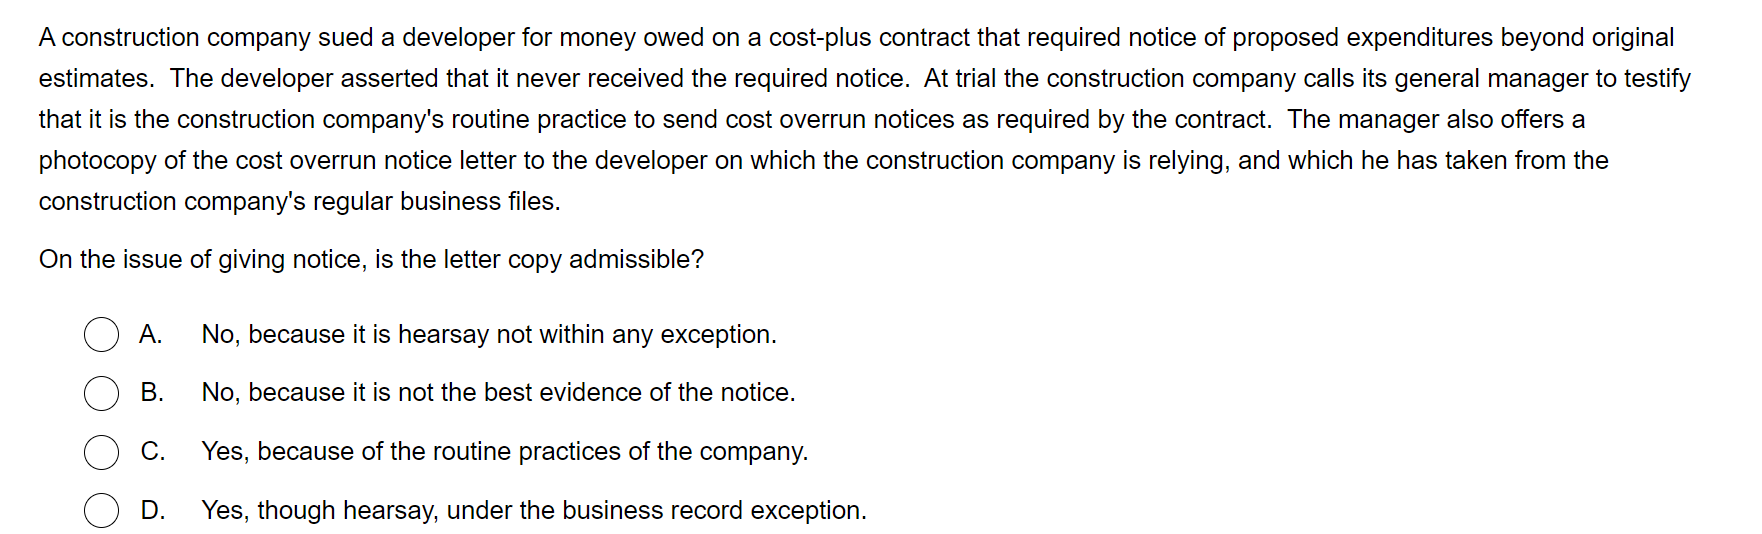 A construction company sued a developer for money owed on a cost-plus contract that required notice of proposed expenditures beyond original
estimates.  The developer asserted that it never received the required notice.  At trial the construction company calls its general manager to testify
that it is the construction company's routine practice to send cost overrun notices as required by the contract.  The manager also offers a
photocopy of the cost overrun notice letter to the developer on which the construction company is relying, and which he has taken from the
construction company's regular business files.
On the issue of giving notice, is the letter copy admissible?
A. No, because it is hearsay not within any exception.
B. No, because it is not the best evidence of the notice.
C. Yes, because of the routine practices of the company.
D. Yes, though hearsay, under the business record exception.